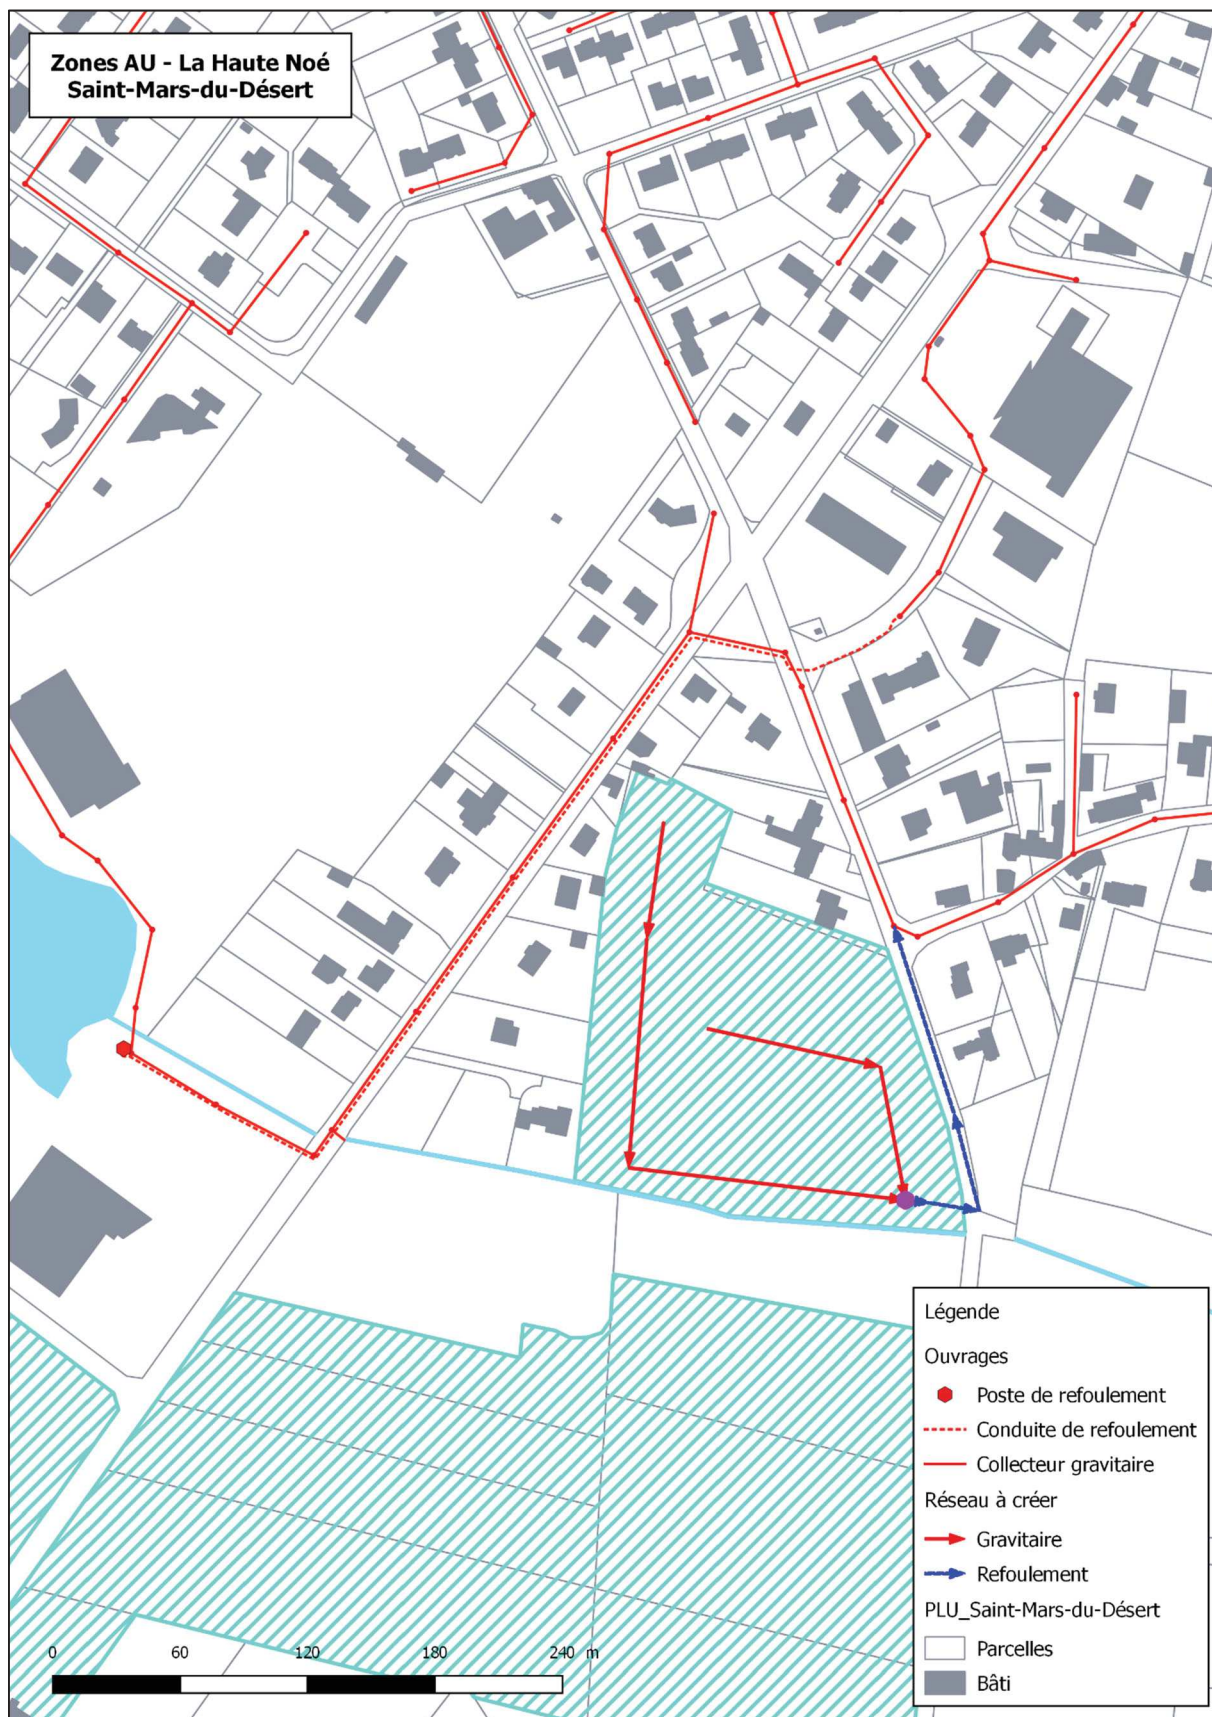 Zones AU - La Haute Noé
Saint-Mars-du-Désert
Légende
Ouvrages
Poste de refoulement
Conduite de refoulement
Collecteur gravitaire
Réseau à créer
Gravitaire
Refoulement
PLU_Saint-Mars-du-Désert
Parcelles
Bâti
0 60 120 180 240 m